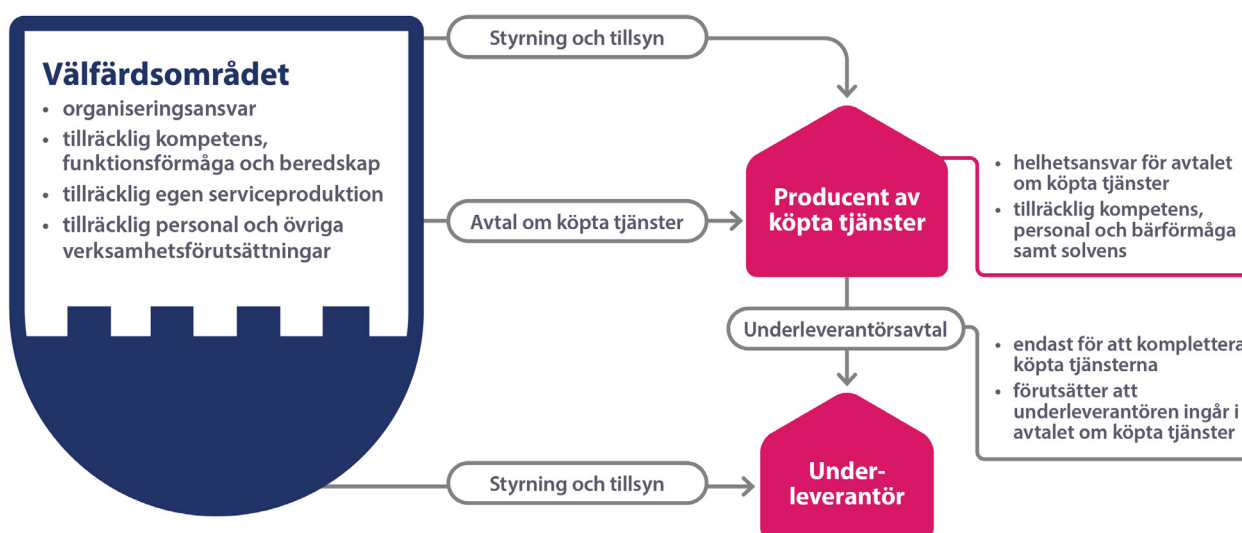 Styrning och tillsyn
Välfärdsområdet
• organiseringsansvar
• tillräcklig kompetens,
funktionsförmåga och beredskap
• tillräcklig egen serviceproduktion
• tillräcklig personal och övriga
verksamhetsförutsättningar
Avtal om köpta tjänster
Producent av
köpta tjänster
• helhetsansvar för avtalet
om köpta tjänster
• tillräcklig kompetens,
personal och bärförmåga
samt solvens
Underleverantörsavtal
• endast för att komplettera
köpta tjänsterna
• förutsätter att
underleverantören ingår i
avtalet om köpta tjänster
Styrning och tillsyn
Under-
leverantör